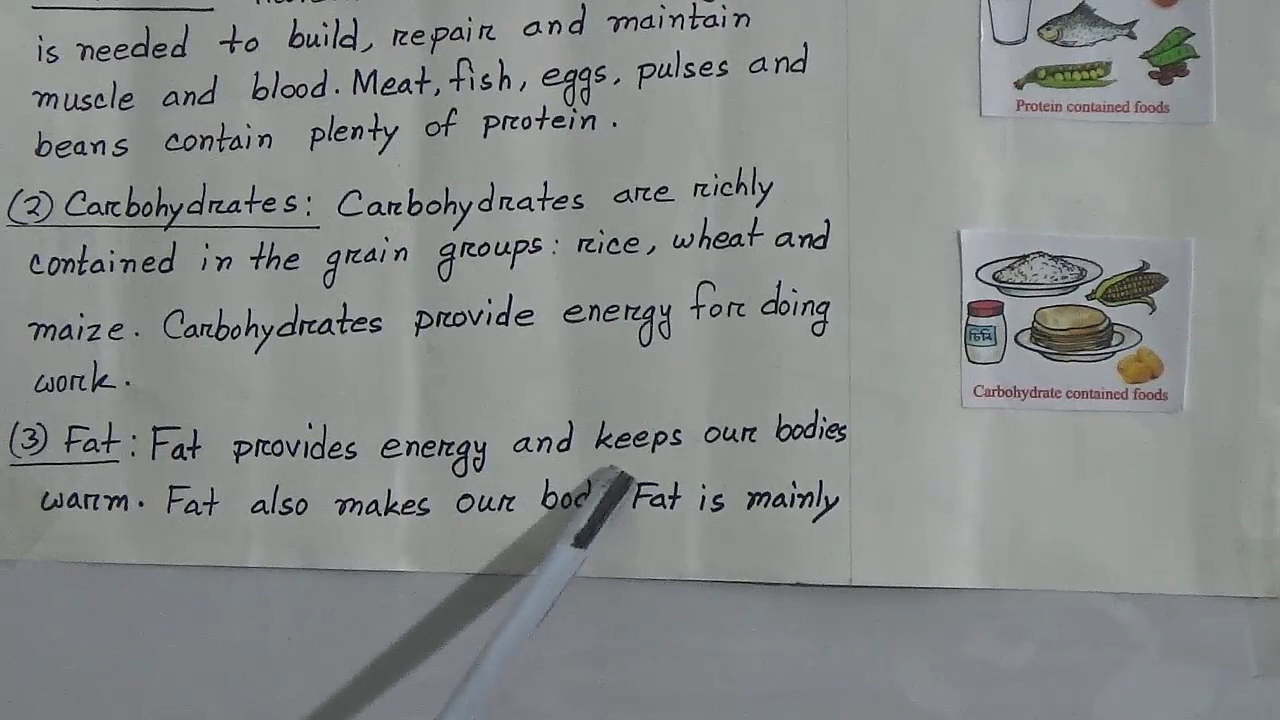 is needed to build, repair and maintain
muscle and blood. Meat, fish, eggs, pulses and
beans contain plenty of protein.
Protein contained foods
(2) Carbohydrates: Carbohydrates are richly
contained in the grain groups: rice, wheat and
maize. Carbohydrates provide energy for doing
work.
চিনি
Carbohydrate contained foods
(3) Fat: Fat provides energy and keeps our bodies
warm. Fat also makes our Fat is mainly